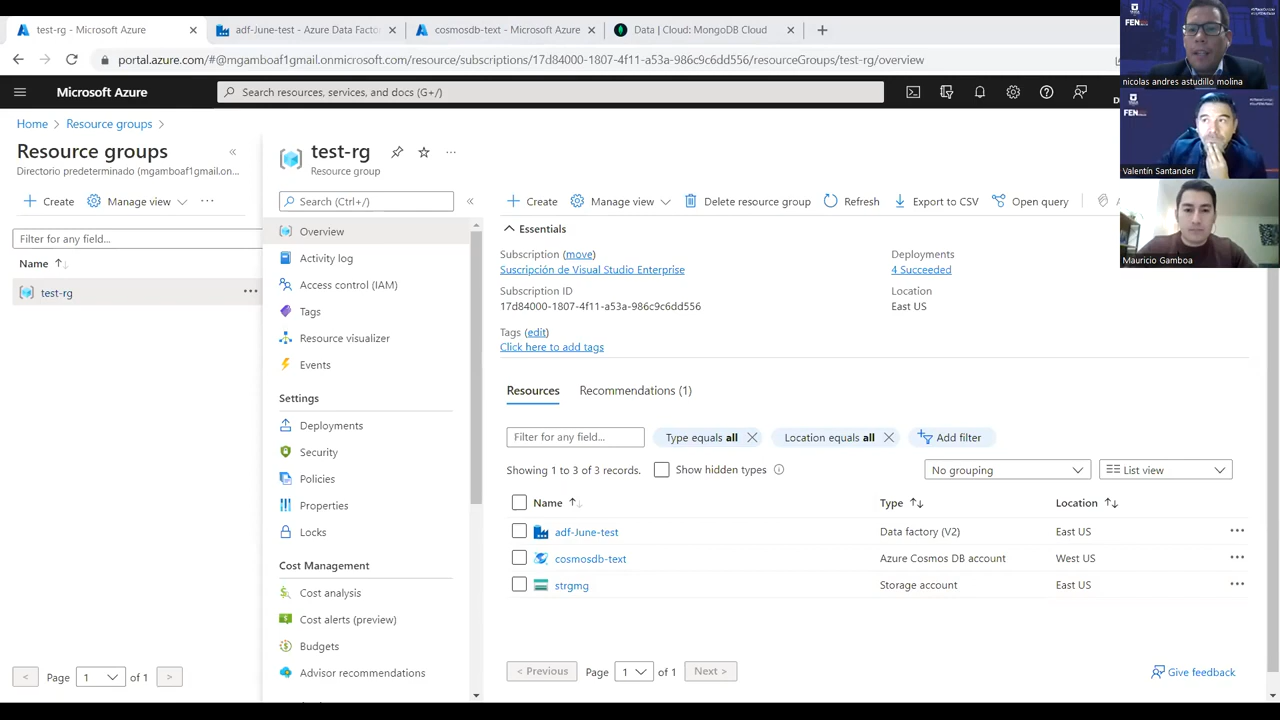 test-rg - Microsoft Azure
adf-June-test - Azure Data Facto
cosmosdb-text - Microsoft Azure
Data | Cloud: MongoDB Cloud
portal.azure.com/#@mgamboaf1gmail.onmicrosoft.com/resource/subscriptions/17d84000-1807-4f11-a53a-986c9c6dd556/resourceGroups/test-rg/overview
Microsoft Azure
Search resources, services, and docs (G+/)
Home > Resource groups >
Resource groups
Directorio predeterminado (mgamboaf1gmail.on...
Create
Manage view
Filter for any field...
Name
test-rg
< Page 1 of 1 >
test-rg
Resource group
Search (Ctrl+/)
Overview
Activity log
Access control (IAM)
Tags
Resource visualizer
Events
Settings
Deployments
Security
Policies
Properties
Locks
Cost Management
Cost analysis
Cost alerts (preview)
Budgets
Advisor recommendations
Create
Manage view
Delete resource group
Refresh
Export to CSV
Open query
A
Essentials
Subscription (move)
Suscripción de Visual Studio Enterprise
Subscription ID
17d84000-1807-4f11-a53a-986c9c6dd556
Tags (edit)
Click here to add tags
Deployments
4 Succeeded
Location
East US
Resources
Recommendations (1)
Filter for any field...
Type equals all
Location equals all
Add filter
Showing 1 to 3 of 3 records.
Show hidden types
No grouping
List view
Name Type Location
adf-June-test Data factory (V2) East US
cosmosdb-text Azure Cosmos DB account West US
strgmg Storage account East US
< Previous Page 1 of 1 Next >
Give feedback
FEN
nicolas andres astudillo molina
FEN
Valentín Santander
Mauricio Gamboa